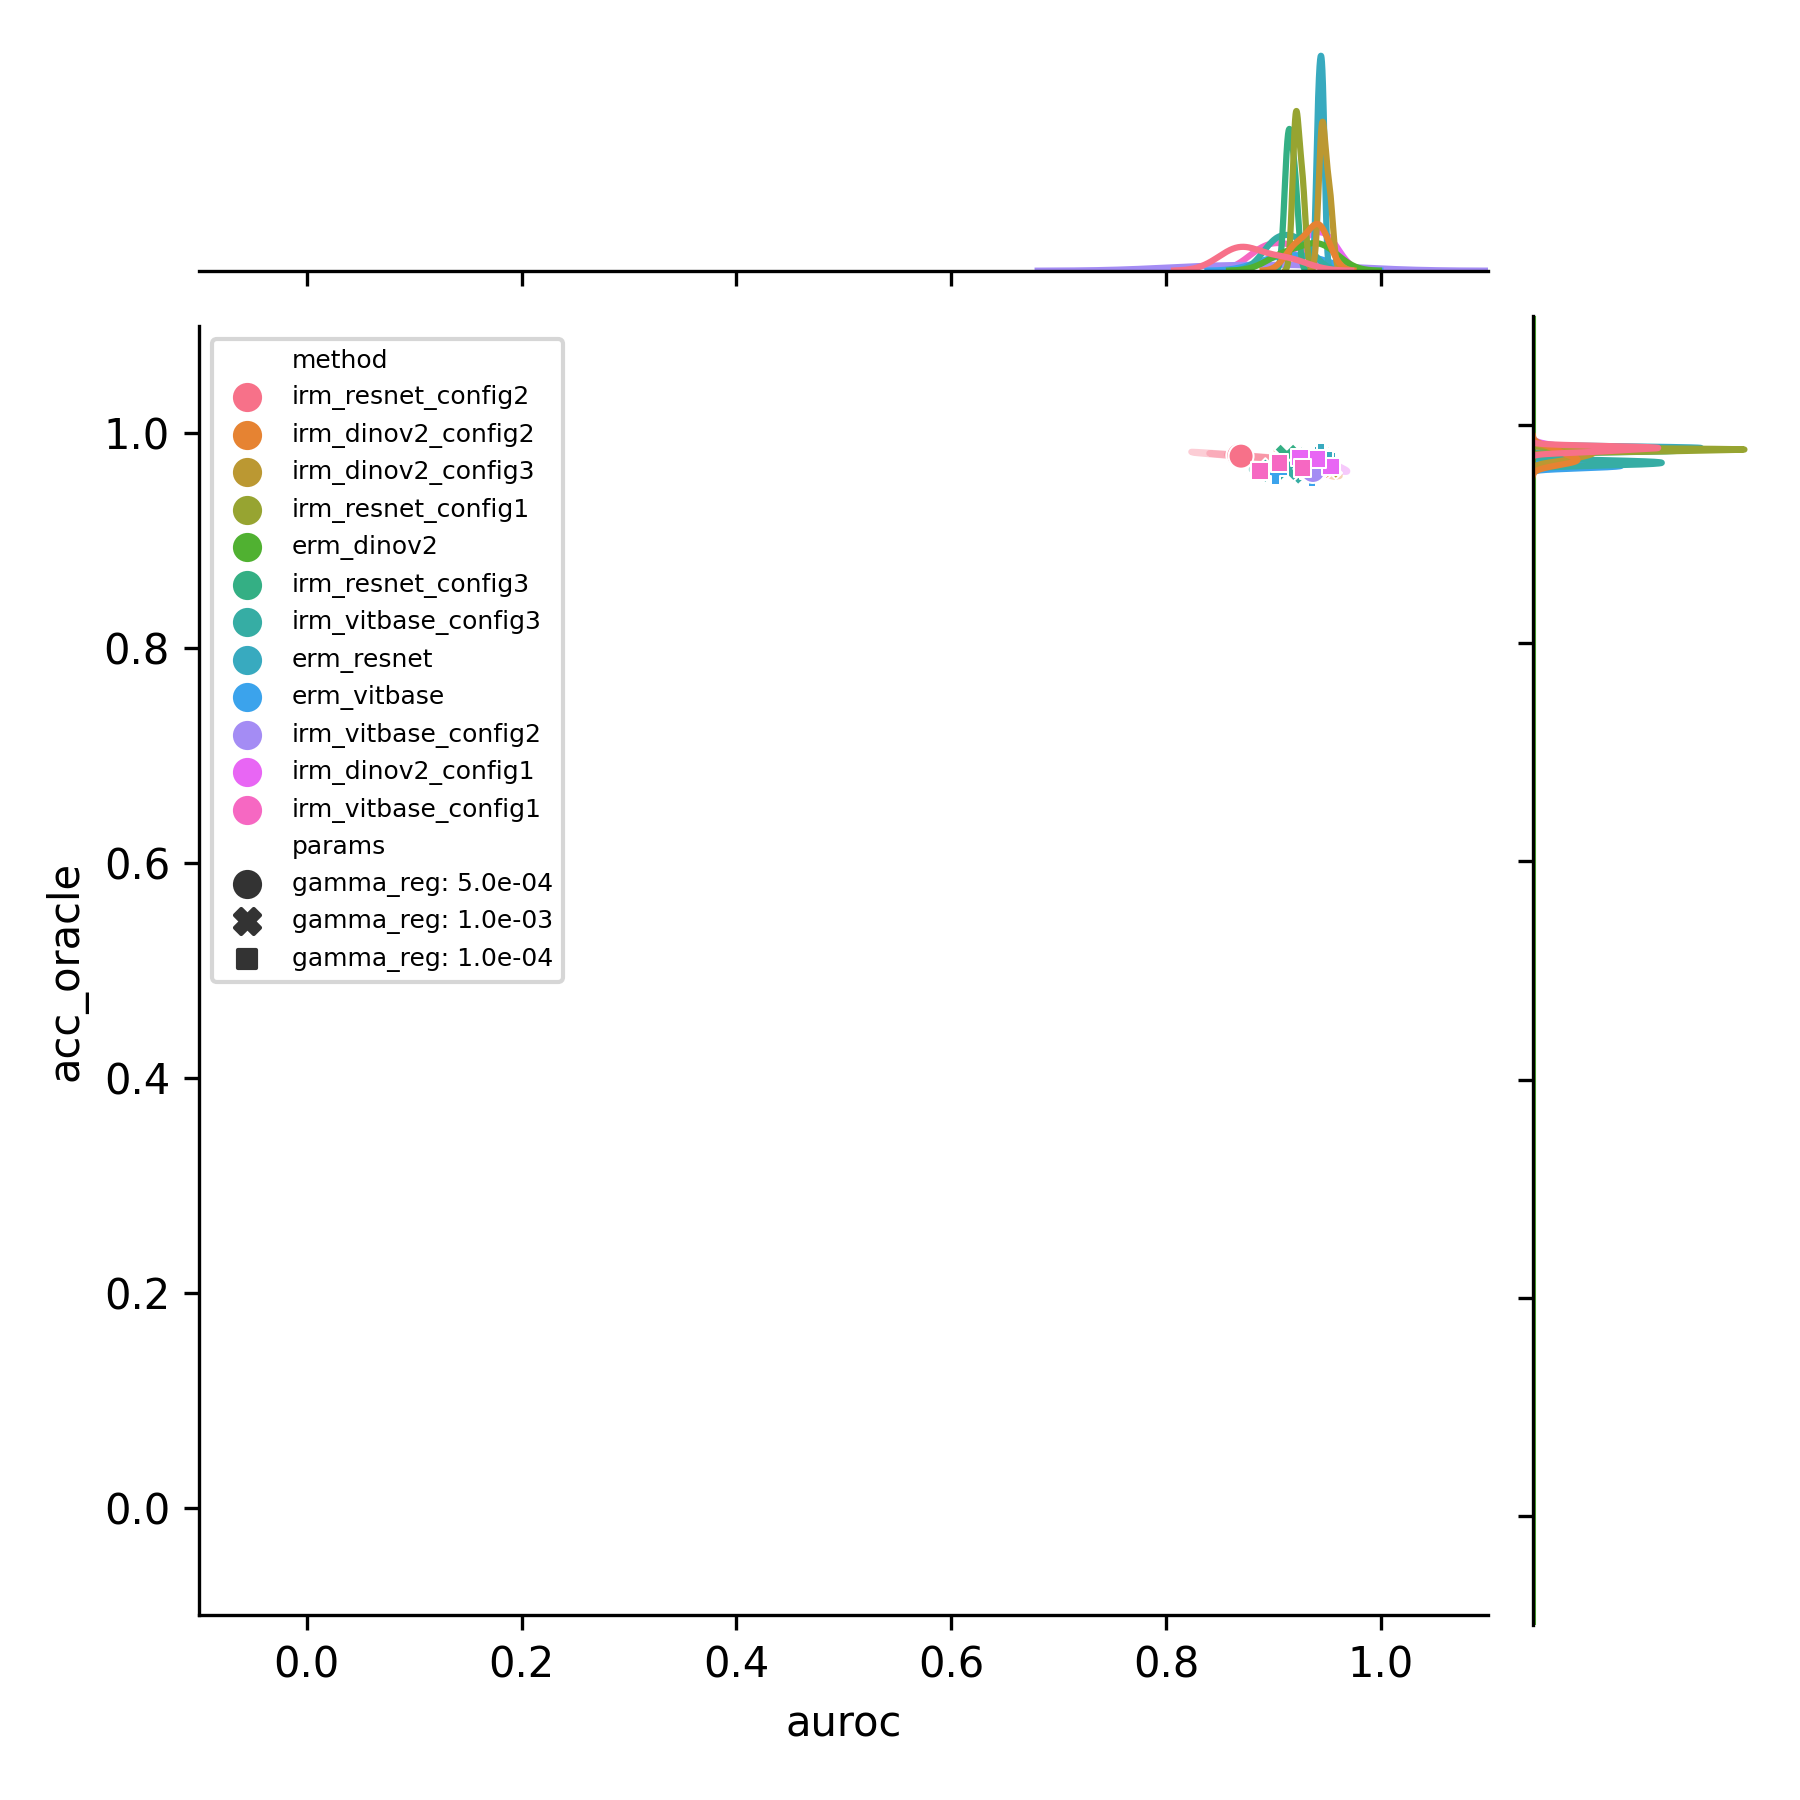 method
irm_resnet_config2
irm_dinov2_config2
irm_dinov2_config3
irm_resnet_config1
erm_dinov2
irm_resnet_config3
irm_vitbase_config3
erm_resnet
erm_vitbase
irm_vitbase_config2
irm_dinov2_config1
irm_vitbase_config1
params
gamma_reg: 5.0e-04
gamma_reg: 1.0e-03
gamma_reg: 1.0e-04
acc_oracle
1.0
0.8
0.6
0.4
0.2
0.0
0.0 0.2 0.4 0.6 0.8 1.0
auroc